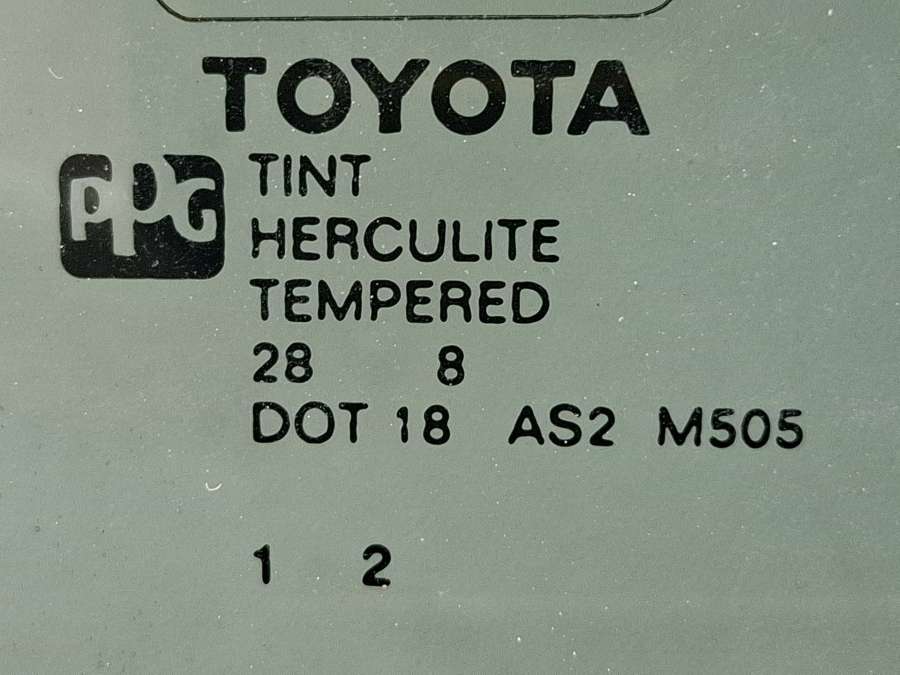 TOYOTA
PPG
TINT
HERCULITE
TEMPERED
28 8
DOT 18 AS2 M505
1 2